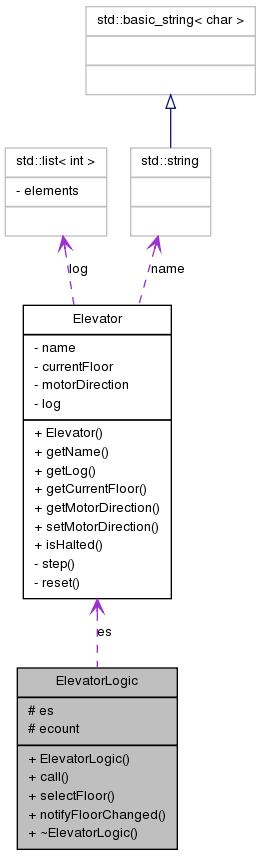 std::basic_string< char >
std::list< int >
- elements
std::string
log
name
Elevator
- name
- currentFloor
- motorDirection
- log
+ Elevator()
+ getName()
+ getLog()
+ getCurrentFloor()
+ getMotorDirection()
+ setMotorDirection()
+ isHalted()
- step()
- reset()
es
ElevatorLogic
# es
# ecount
+ ElevatorLogic()
+ call()
+ selectFloor()
+ notifyFloorChanged()
+ ~ElevatorLogic()